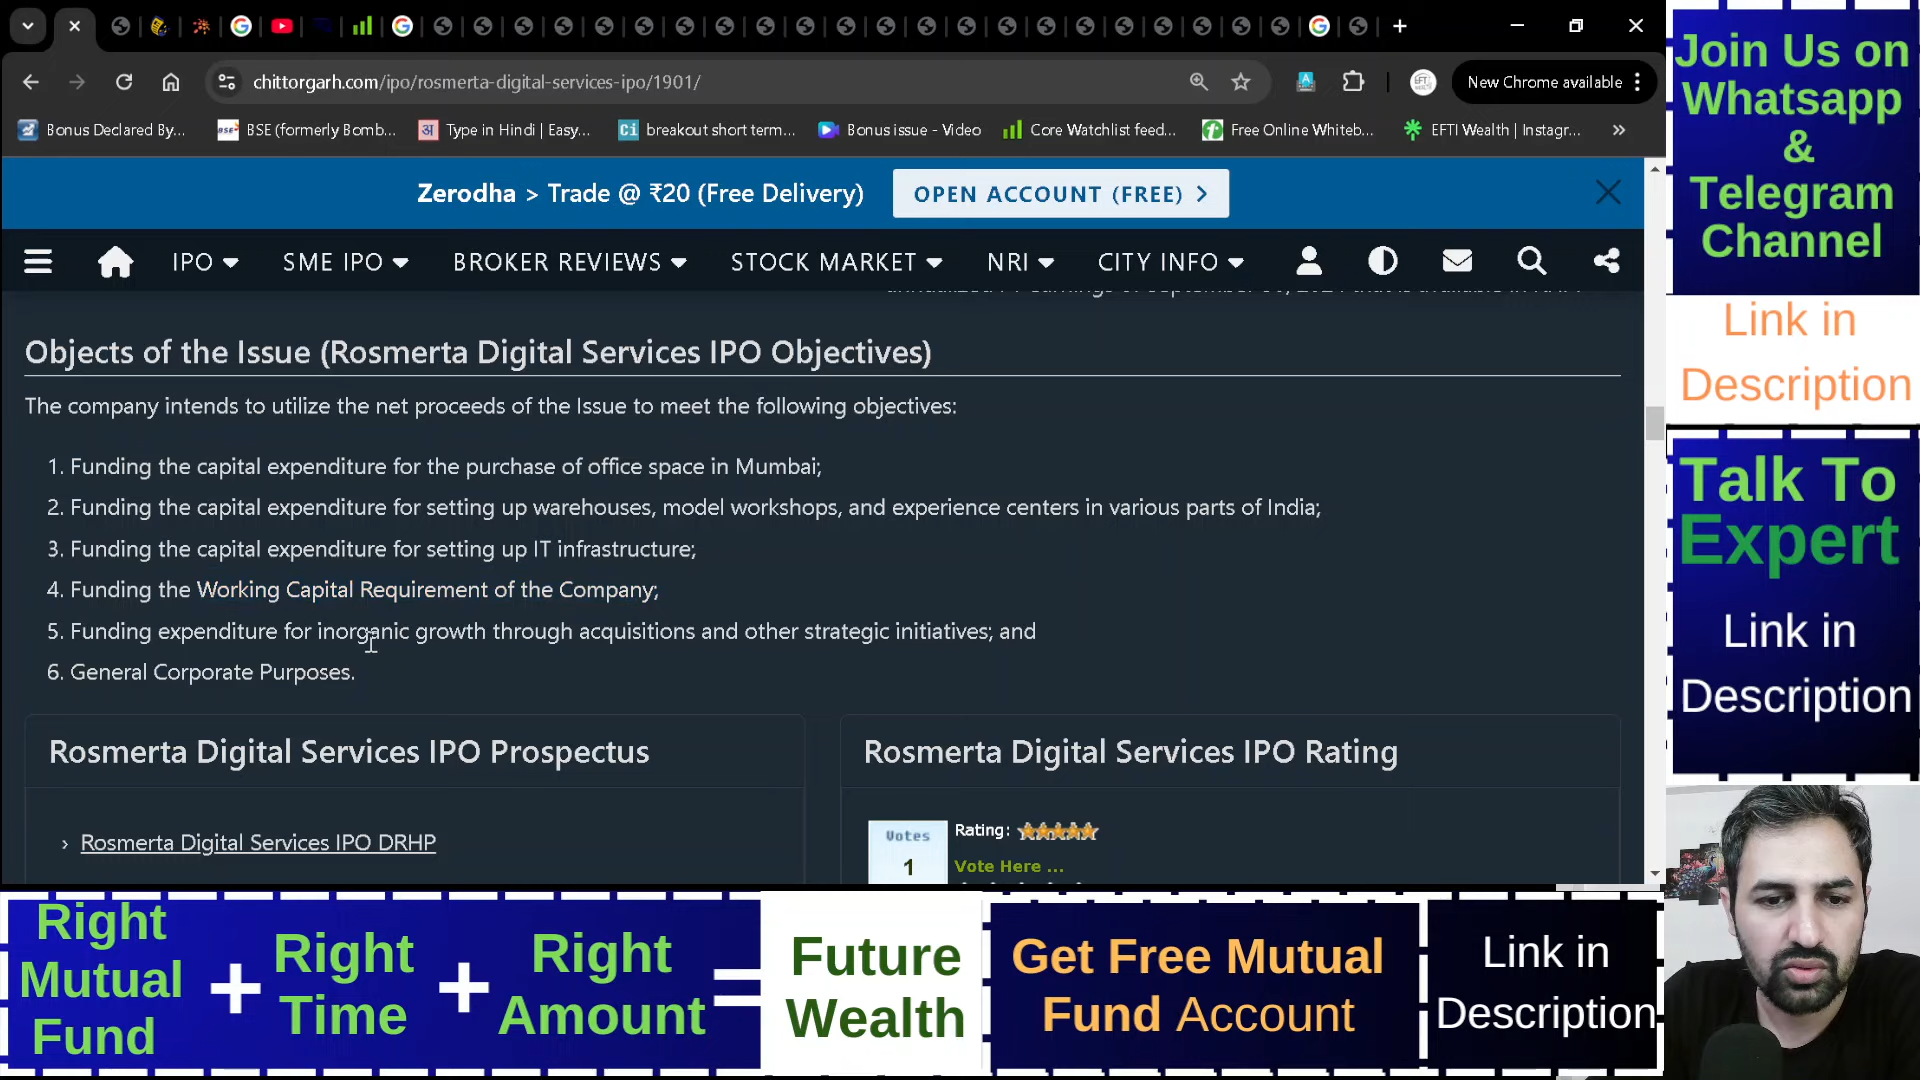 New Chrome available
chittorgarh.com/ipo/rosmerta-digital-services-ipo/1901/
Bonus Declared By...
BSE (formerly Bomb...
Type in Hindi | Easy...
breakout short term...
Bonus issue - Video
Core Watchlist feed...
Free Online Whiteb...
EFTI Wealth | Instagr...
Zerodha > Trade @ ₹20 (Free Delivery)
OPEN ACCOUNT (FREE)
IPO
SME IPO
BROKER REVIEWS
STOCK MARKET
NRI
CITY INFO
Objects of the Issue (Rosmerta Digital Services IPO Objectives)
The company intends to utilize the net proceeds of the Issue to meet the following objectives:
1. Funding the capital expenditure for the purchase of office space in Mumbai;
2. Funding the capital expenditure for setting up warehouses, model workshops, and experience centers in various parts of India;
3. Funding the capital expenditure for setting up IT infrastructure;
4. Funding the Working Capital Requirement of the Company;
5. Funding expenditure for inorganic growth through acquisitions and other strategic initiatives; and
6. General Corporate Purposes.
Rosmerta Digital Services IPO Prospectus
› Rosmerta Digital Services IPO DRHP
Rosmerta Digital Services IPO Rating
Votes
1
Rating:
Vote Here ...
Join Us on
Whatsapp
&
Telegram
Channel
Link in
Description
Talk To
Expert
Link in
Description
Right
Mutual
Fund
+
Right
Time
+
Right
Amount
=
Future
Wealth
Get Free Mutual
Fund Account
Link in
Description